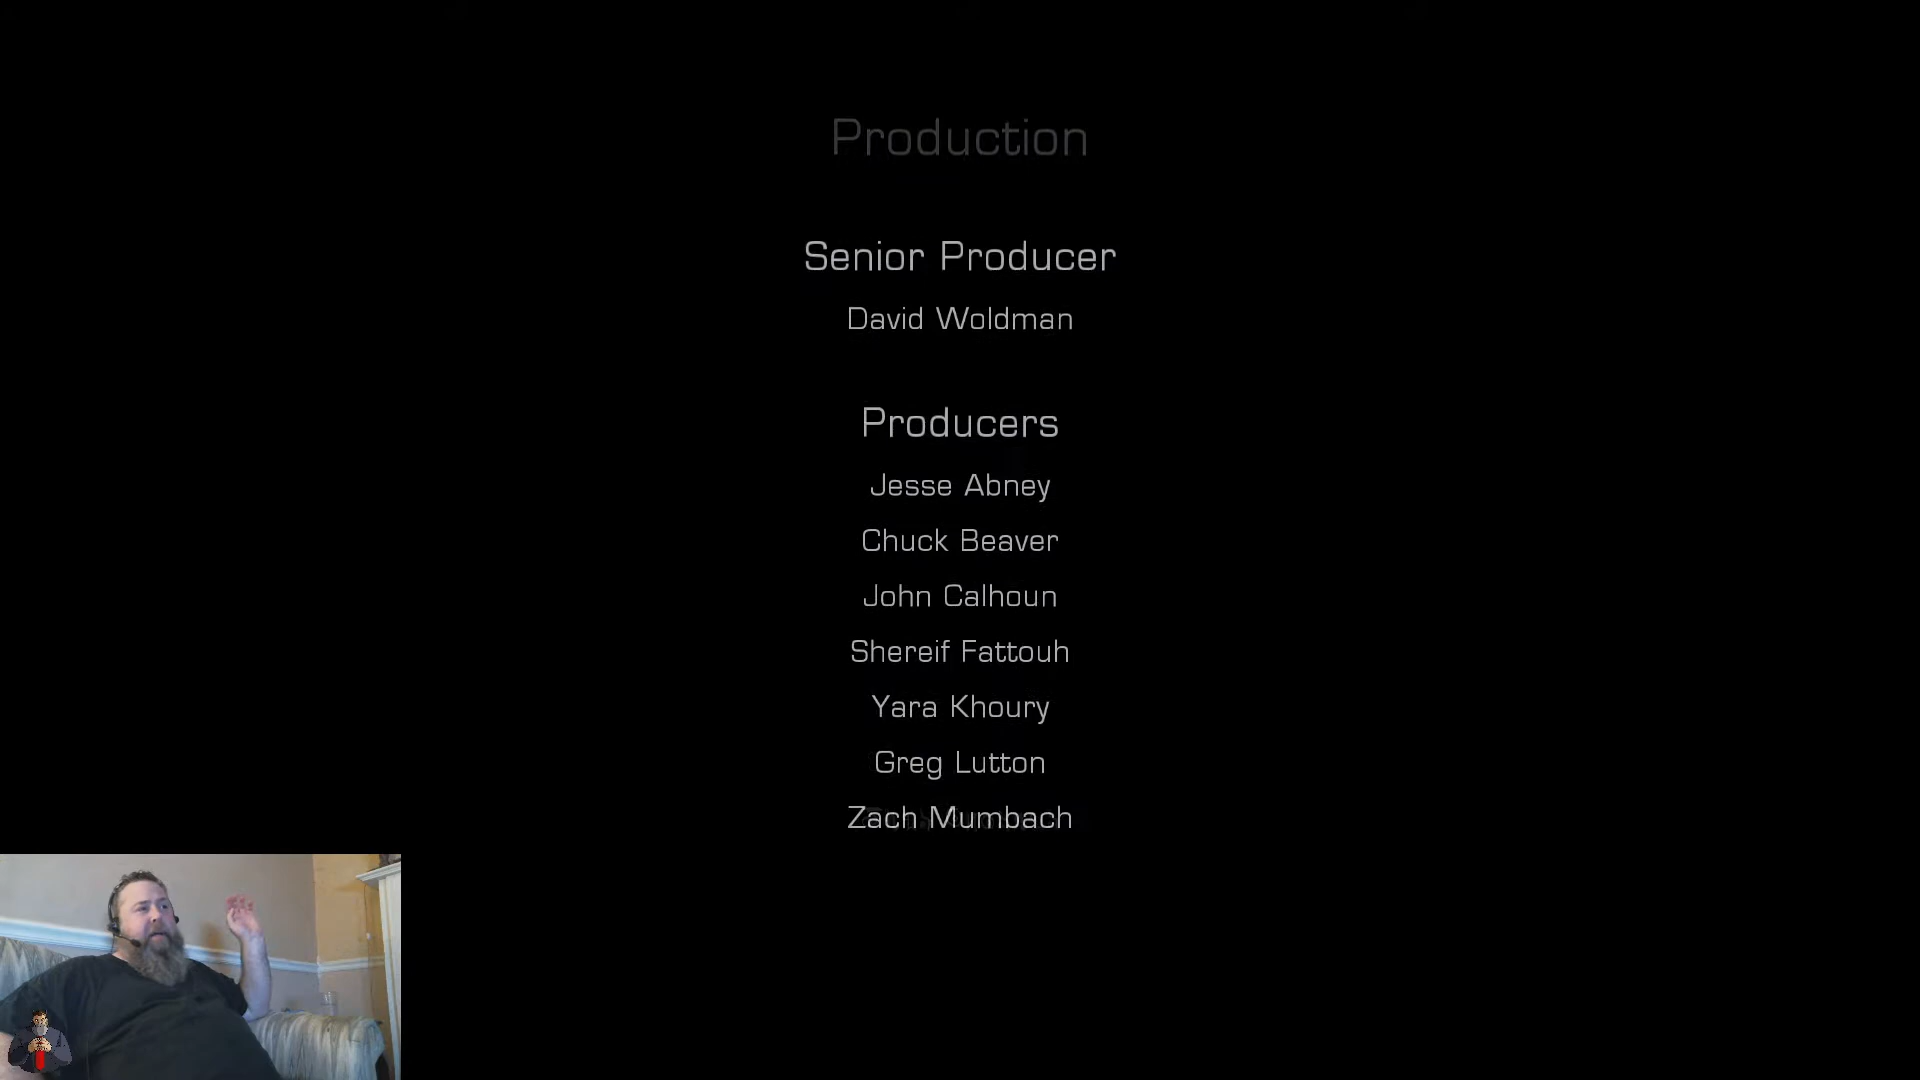 Production
Senior Producer
David Woldman
Producers
Jesse Abney
Chuck Beaver
John Calhoun
Shereif Fattouh
Yara Khoury
Greg Lutton
Zach Mumbach